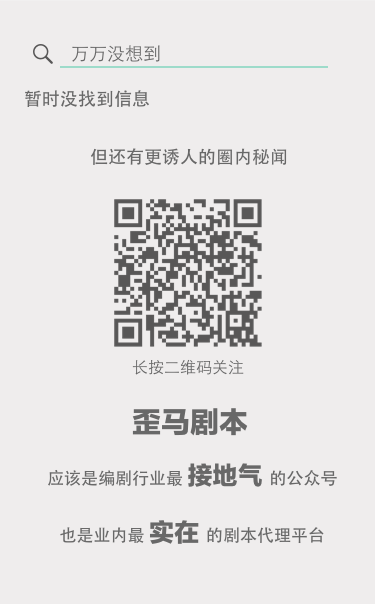 万万没想到
暂时没找到信息
但还有更诱人的圈内秘闻
长按二维码关注
歪马剧本
应该是编剧行业最 接地气 的公众号
也是业内最 实在 的剧本代理平台